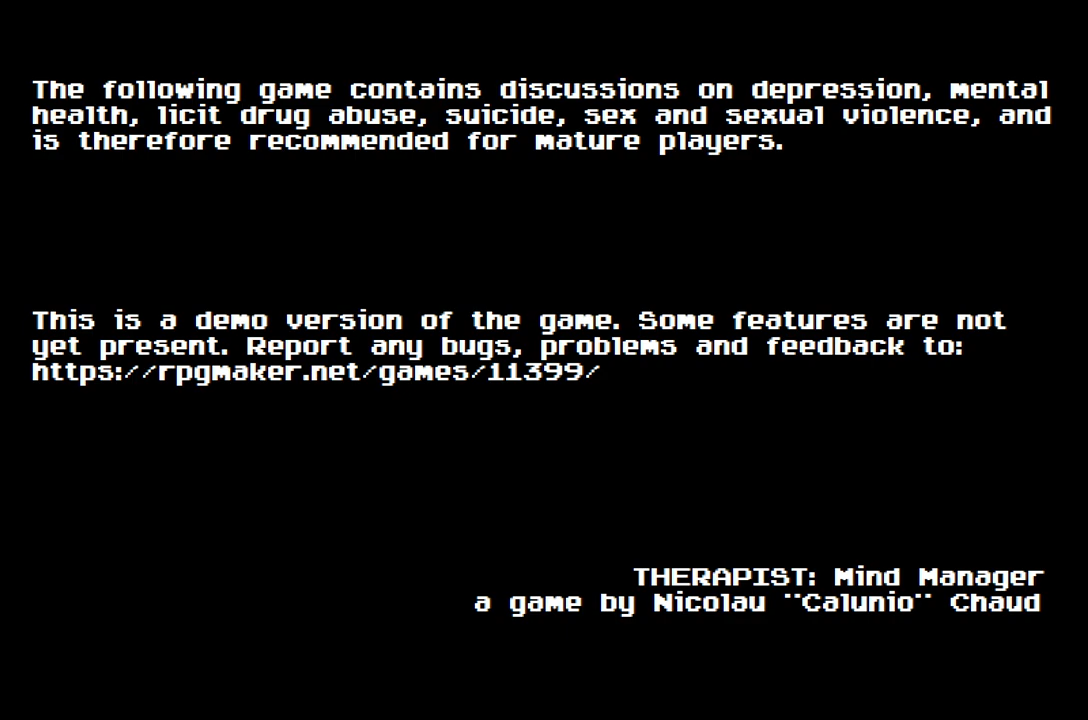 The following game contains discussions on depression, mental
health, licit drug abuse, suicide, sex and sexual violence, and
is therefore recommended for mature players.
This is a demo version of the game. Some features are not
yet present. Report any bugs, problems and feedback to:
https://rpgmaker.net/games/11399/
THERAPIST: Mind Manager
a game by Nicolau "Calunio" Chaud